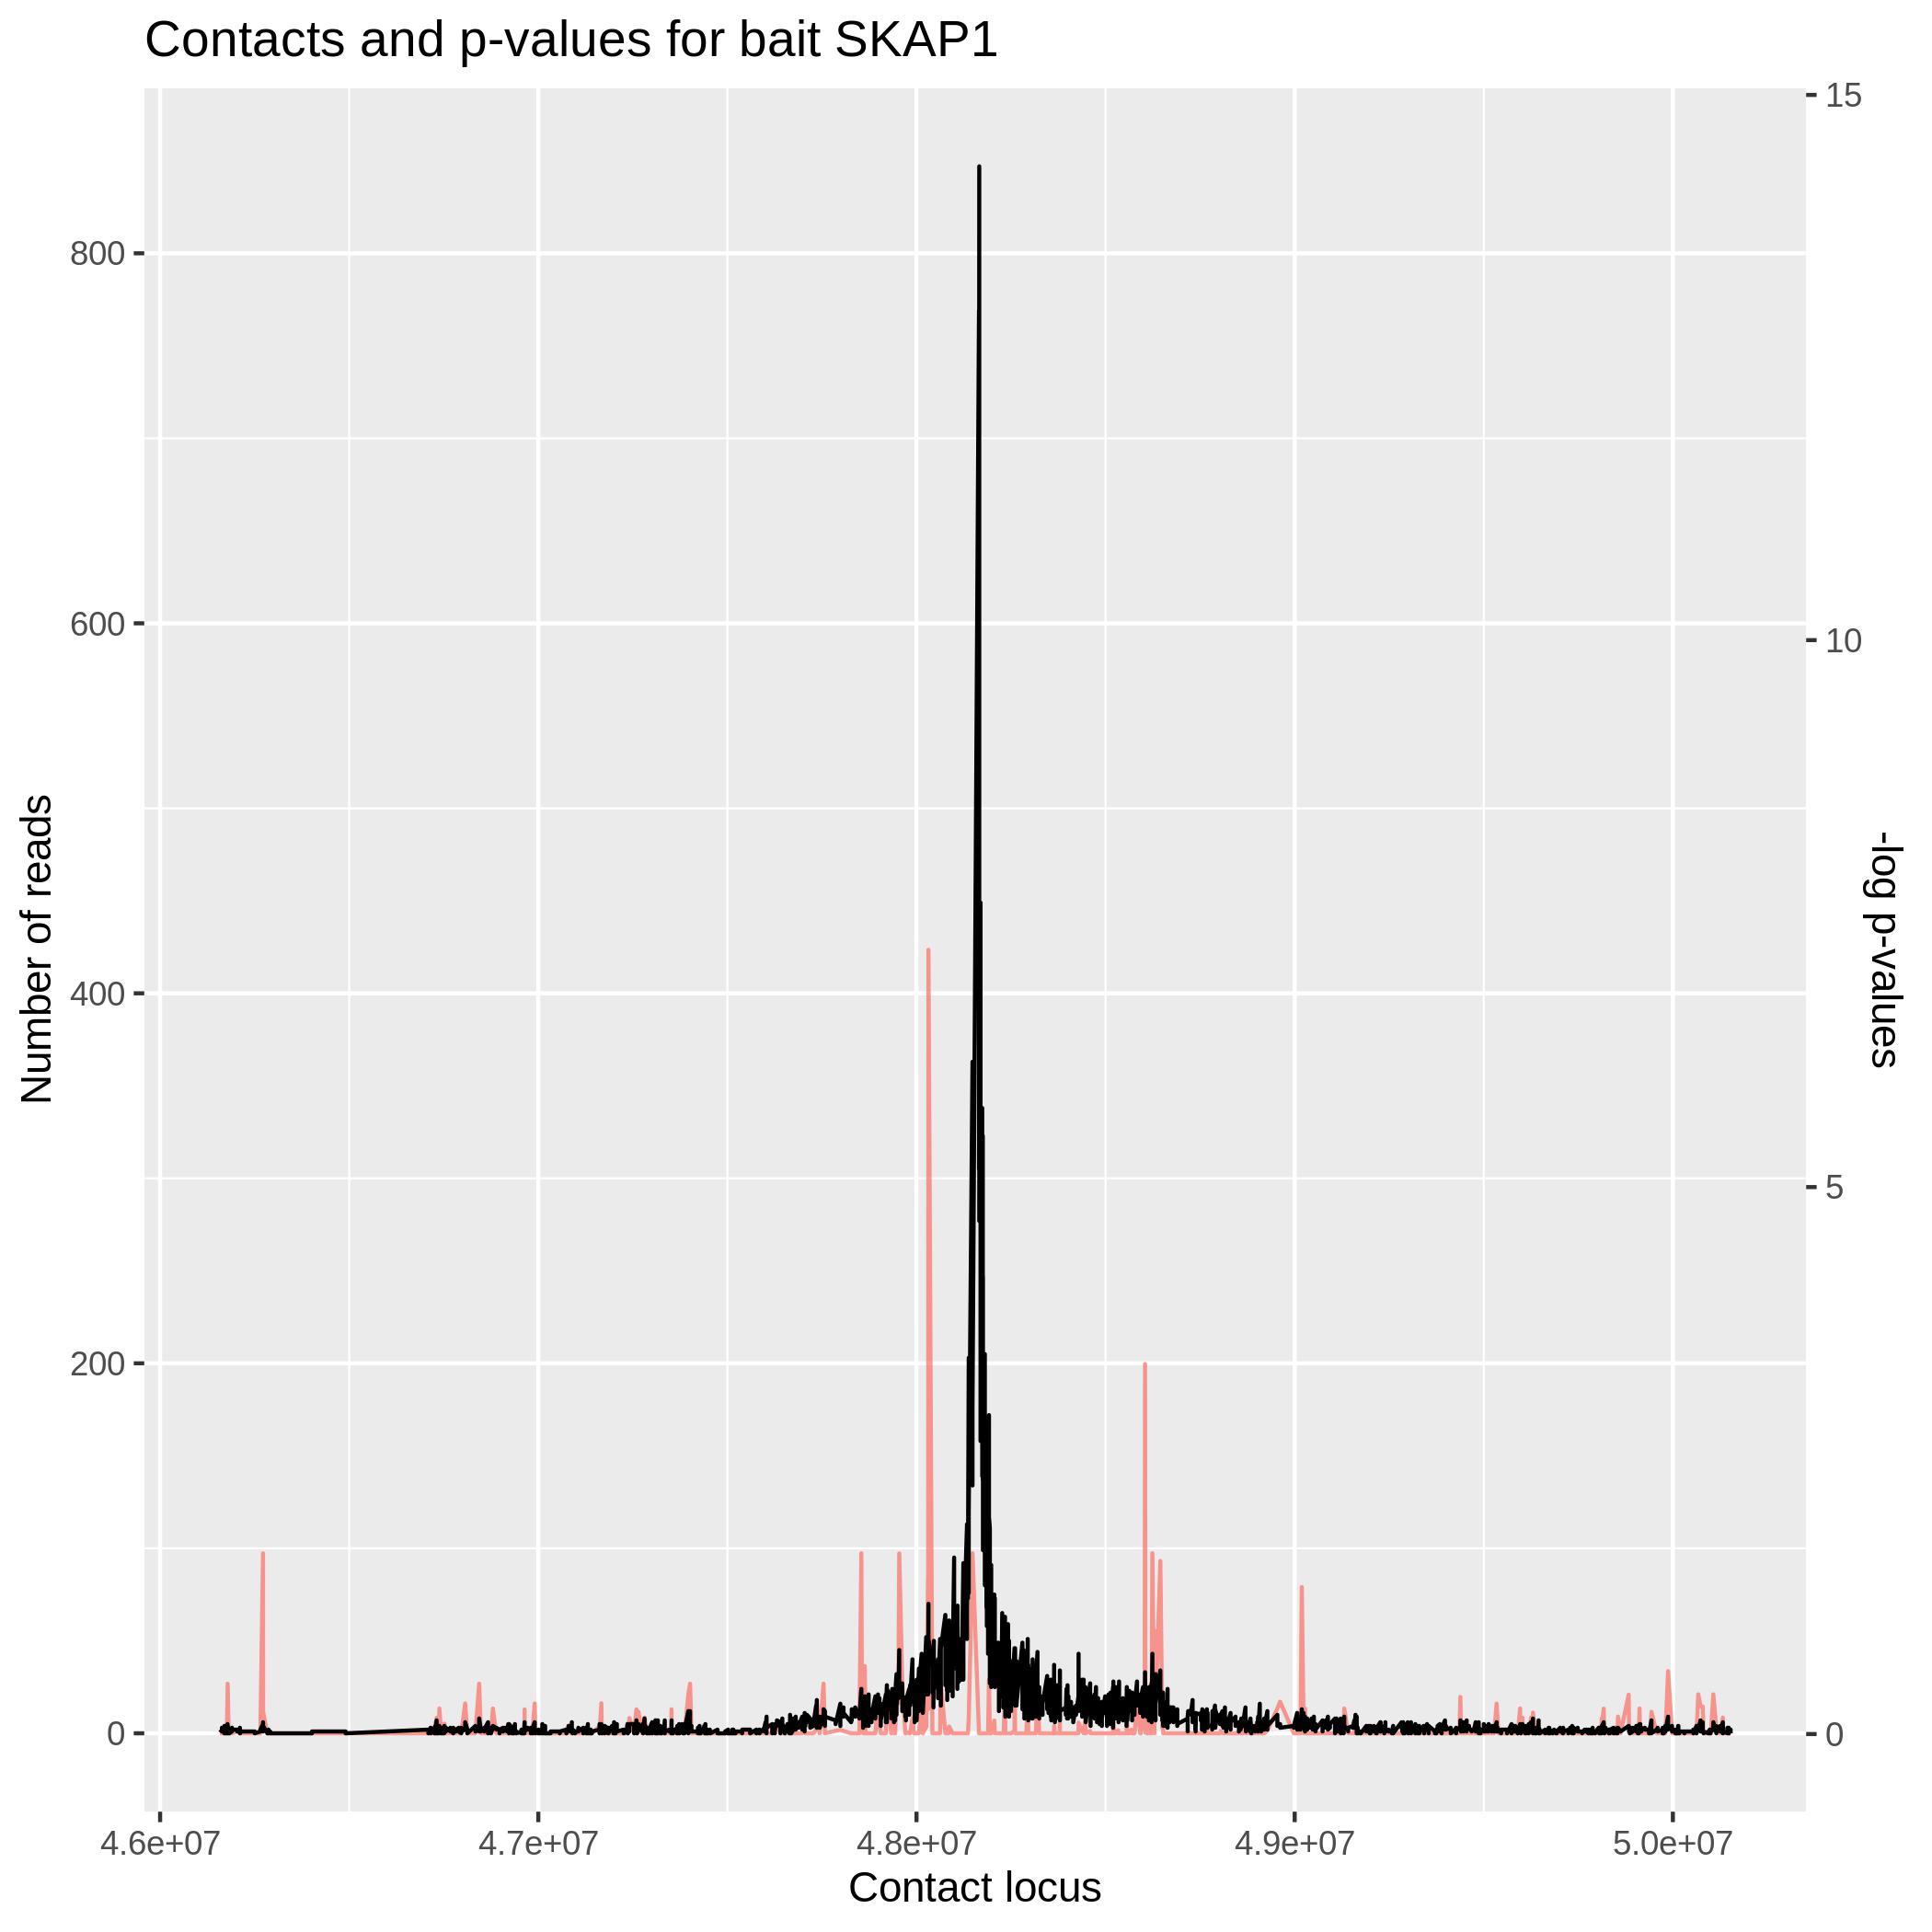 Contacts and p-values for bait SKAP1
Number of reads
800
600
400
200
0
15
10
5
0
-log p-values
4.6e+07
4.7e+07
4.8e+07
4.9e+07
5.0e+07
Contact locus